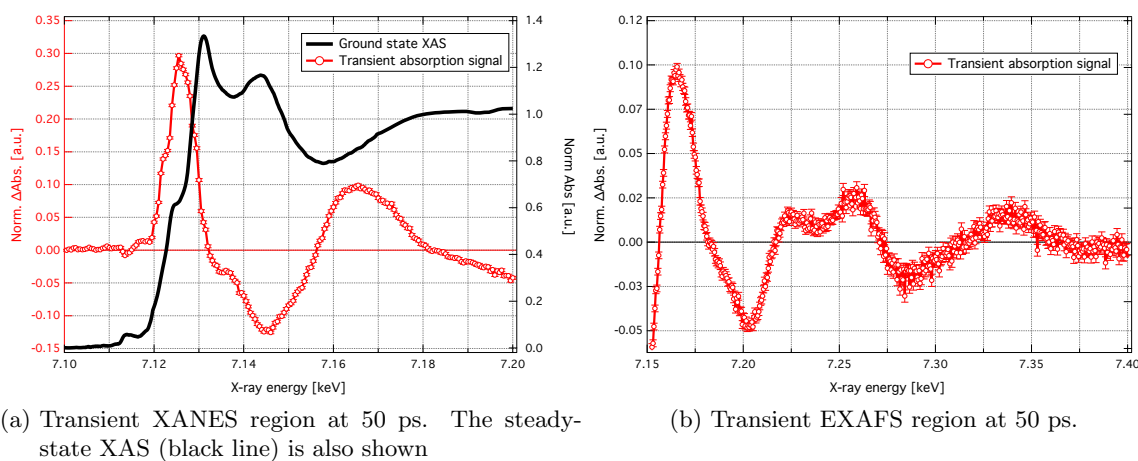 0.35
0.30
0.25
0.20
0.15
0.10
0.05
0.00
-0.05
-0.10
-0.15
Norm. ΔAbs. [a.u.]
1.4
1.2
1.0
0.8
0.6
0.4
0.2
0.0
Norm Abs [a.u.]
Ground state XAS
Transient absorption signal
7.10 7.12 7.14 7.16 7.18 7.20
X-ray energy [keV]
(a) Transient XANES region at 50 ps. The steady-
state XAS (black line) is also shown
0.12
0.10
0.07
0.05
0.02
0.00
-0.03
-0.05
Norm. ΔAbs. [a.u.]
Transient absorption signal
7.15 7.20 7.25 7.30 7.35 7.40
X-ray energy [keV]
(b) Transient EXAFS region at 50 ps.